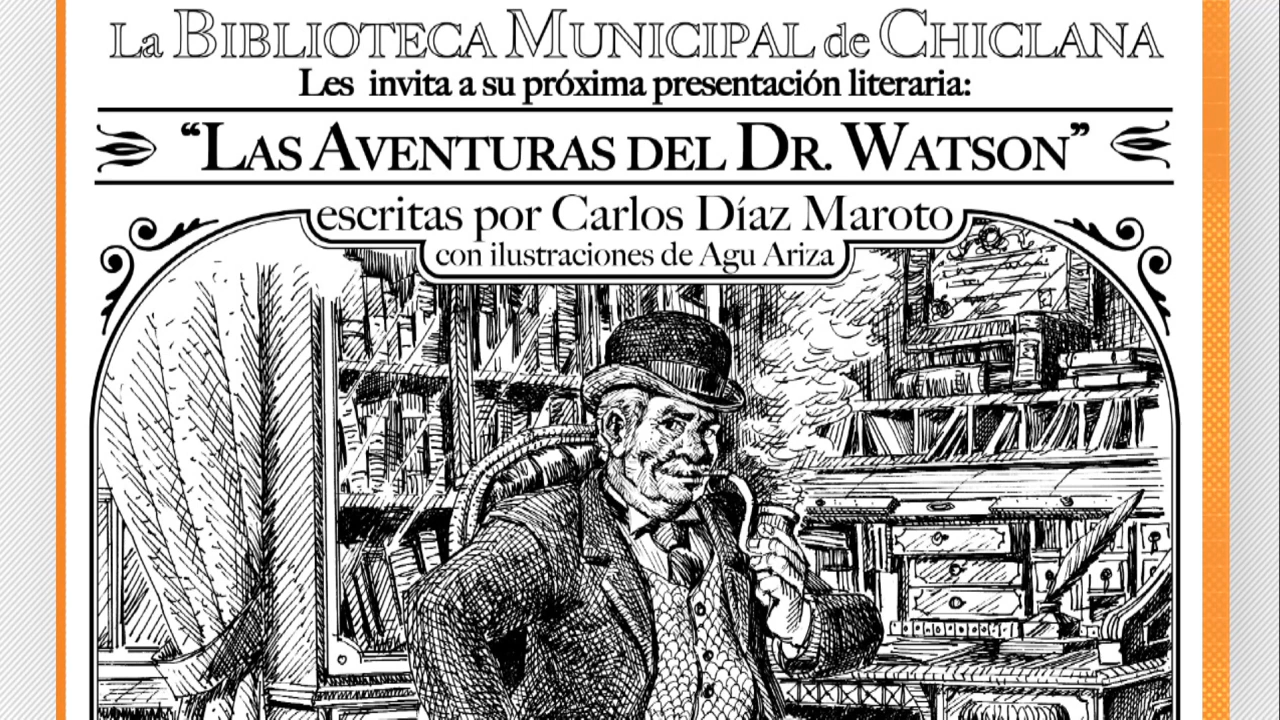 La BIBLIOTECA MUNICIPAL de CHICLANA
Les invita a su próxima presentación literaria:
“LAS AVENTURAS DEL DR. WATSON”
escritas por Carlos Díaz Maroto
con ilustraciones de Agu Ariza